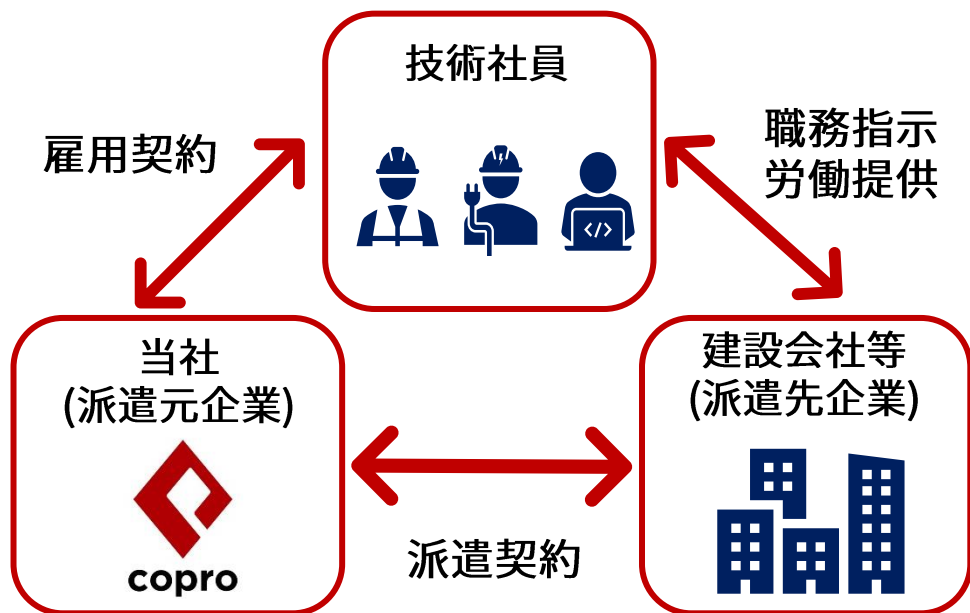 技術社員
雇用契約
職務指示
労働提供
</>
当社
(派遣元企業)
copro
建設会社等
(派遣先企業)
派遣契約